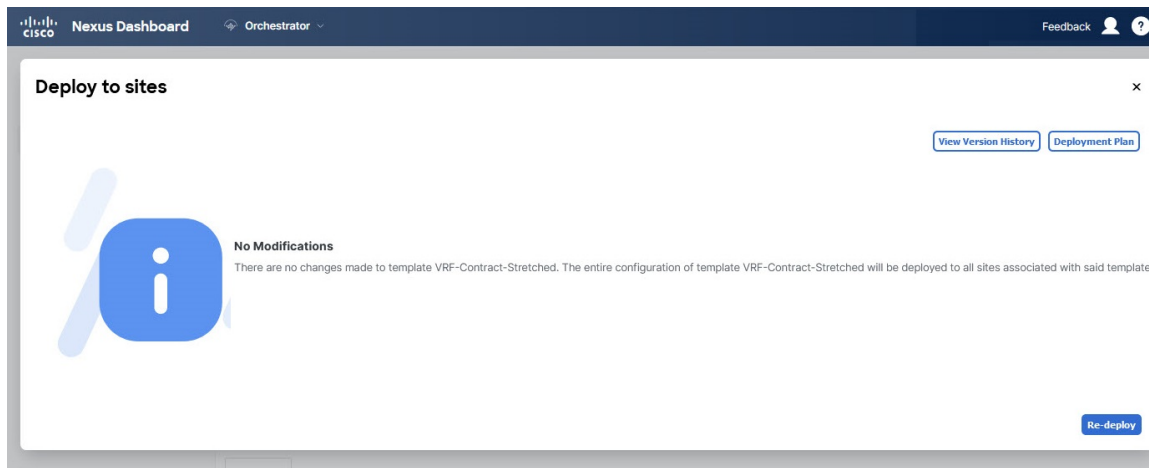 CISCO Nexus Dashboard Orchestrator Feedback ?
Deploy to sites
View Version History Deployment Plan
No Modifications
There are no changes made to template VRF-Contract-Stretched. The entire configuration of template VRF-Contract-Stretched will be deployed to all sites associated with said template
Re-deploy